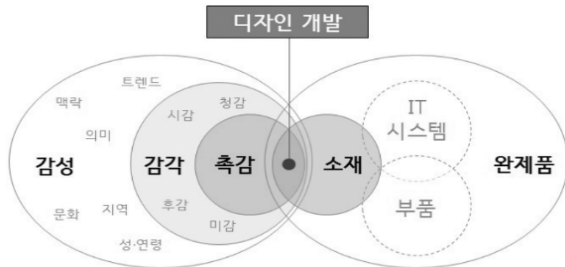 디자인 개발
트렌드
맥락
시감
청감
의미
IT
시스템
감성
감각
촉감
소재
완제품
문화
지역
후감
미감
부품
성·연령